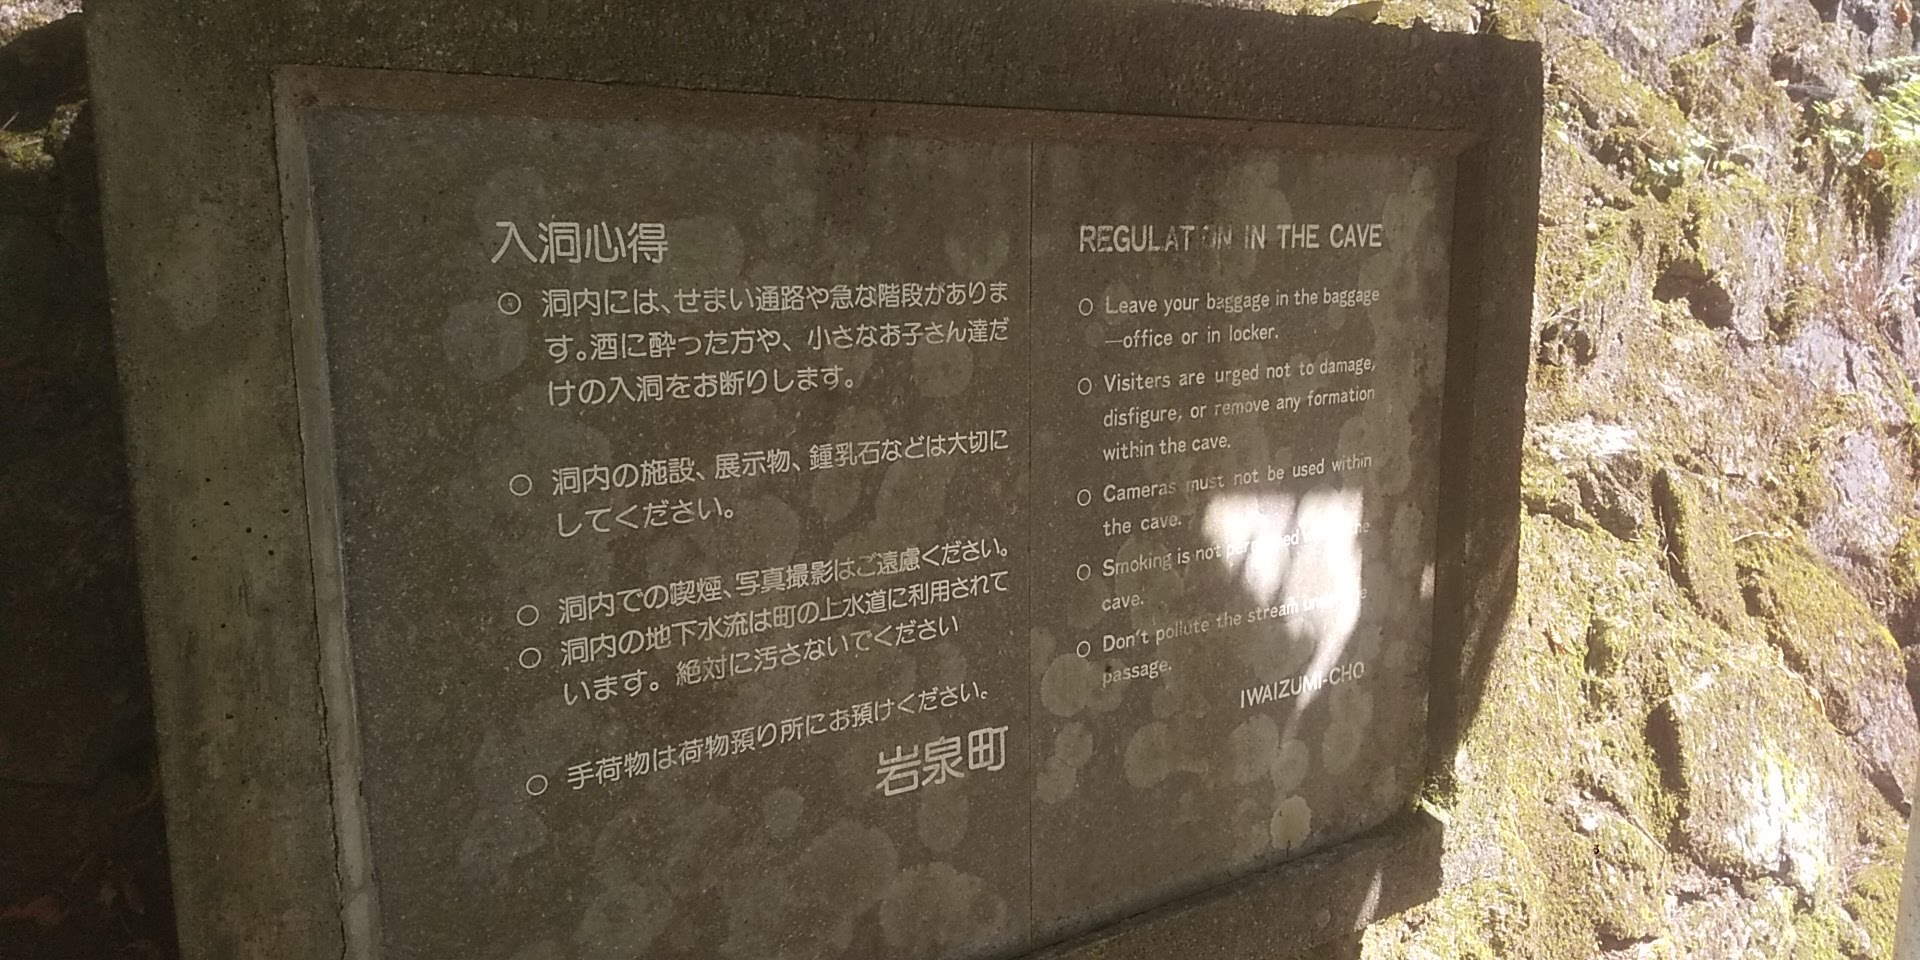 入洞心得
○ 洞内には、せまい通路や急な階段がありま
す。酒に酔った方や、小さなお子さん達だ
けの入洞をお断りします。
○ 洞内の施設、展示物、鍾乳石などは大切に
してください。
○ 洞内での喫煙、写真撮影はご遠慮ください。
○ 洞内の地下水流は町の上水道に利用されて
います。絶対に汚さないでください
○ 手荷物は荷物預り所にお預けください。
岩泉町
REGULAT ON IN THE CAVE
○ Leave your baggage in the baggage
—office or in locker.
○ Visiters are urged not to damage,
disfigure, or remove any formation
within the cave.
○ Cameras must not be used within
the cave.
○ Smoking is not
cave.
○ Don't pollute the stream
passage.
IWAIZUMI-CHO